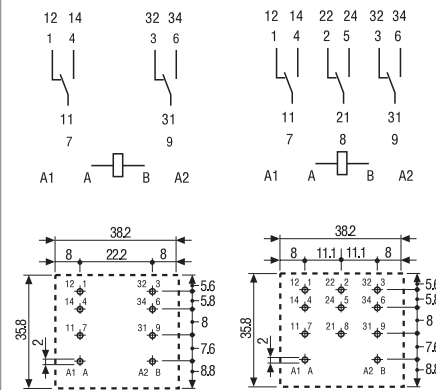 12 14 32 34
1 4 3 6
11 31
7 9
A1 A B A2
12 14 22 24 32 34
1 4 2 5 3 6
11 21 31
7 8 9
A1 A B A2
38.2
8 22.2
12 1 32 3
14 4 34 6
11 7 31 9
A1 A A2 B
35.8
2
5.6
5.8
8
7.6
8.8
38.2
8 11.1 11.1 8
12 1 22 2 32 3
14 4 24 5 34 6
11 7 21 8 31 9
A1 A A2 B
35.8
2
5.6
5.8
8
7.6
8.8